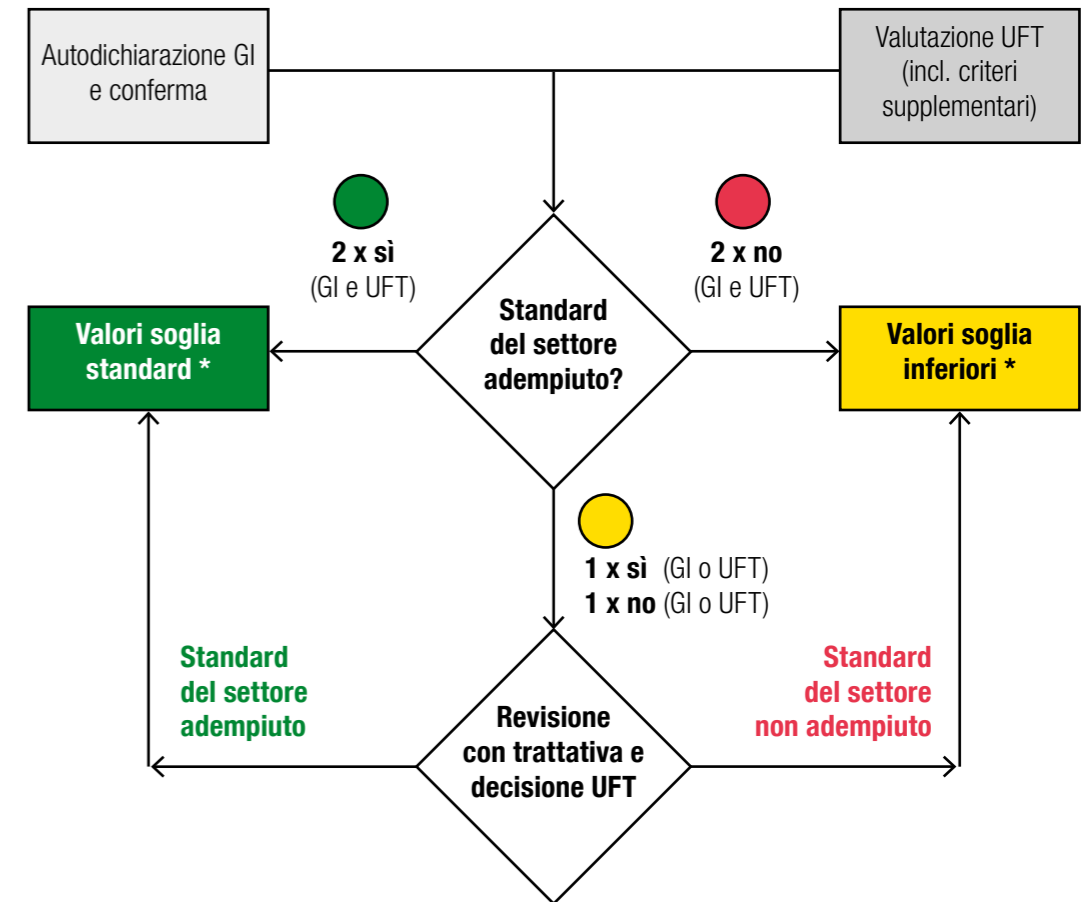 Autodichiarazione GI
e conferma
Valutazione UFT
(incl. criteri
supplementari)
2 x sì
(GI e UFT)
2 x no
(GI e UFT)
Standard
del settore
adempiuto?
Valori soglia
standard *
Valori soglia
inferiori *
1 x sì (GI o UFT)
1 x no (GI o UFT)
Standard
del settore
adempiuto
Standard
del settore
non adempiuto
Revisione
con trattativa e
decisione UFT